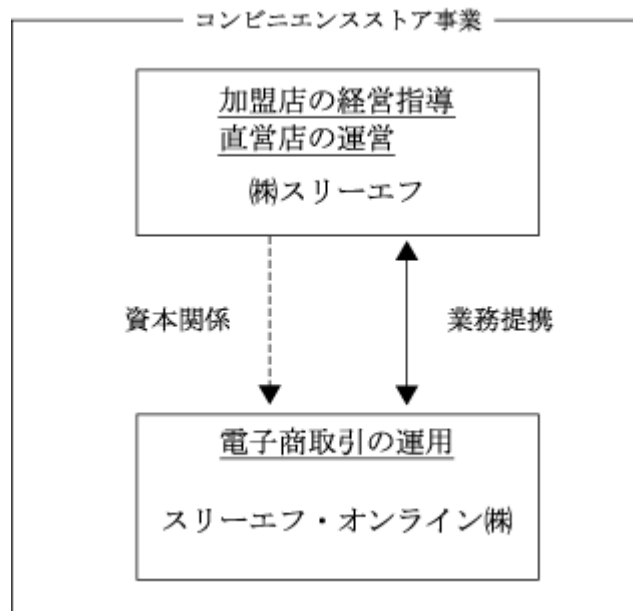 コンビニエンスストア事業
加盟店の経営指導
直営店の運営
㈱スリーエフ
資本関係
業務提携
電子商取引の運用
スリーエフ・オンライン㈱